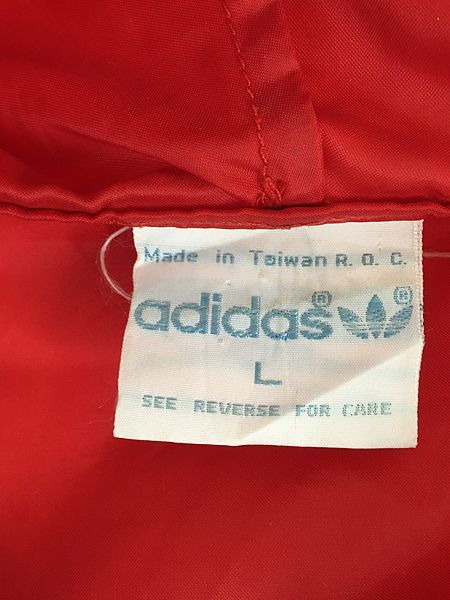 Made in Taiwan R.O.C.
adidas® ®
L
SEE REVERSE FOR CARE